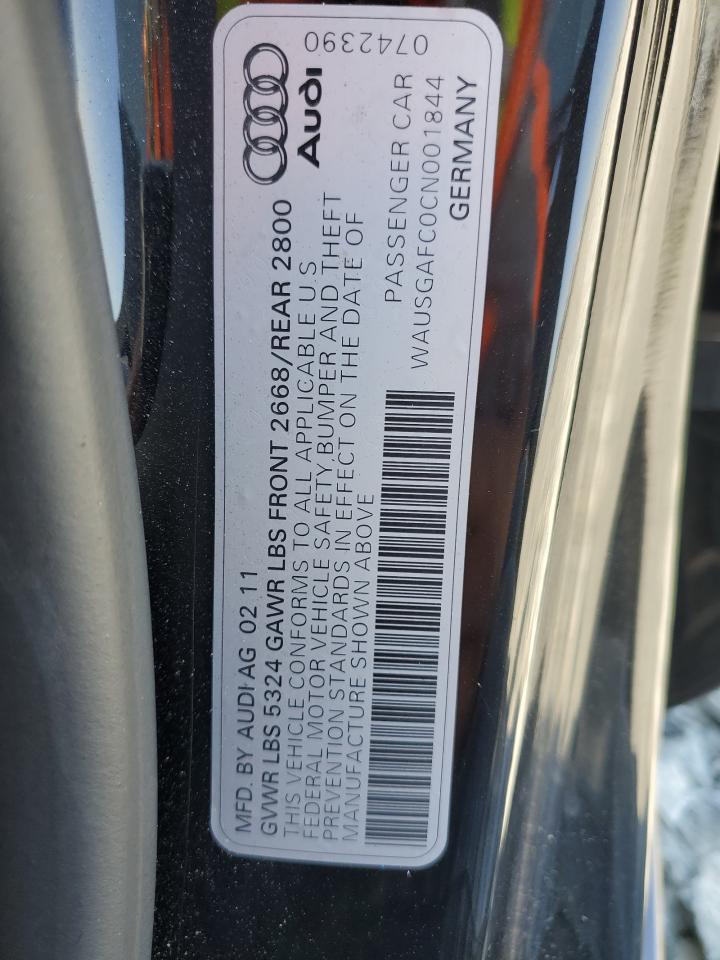 MFD. BY AUDI AG 02 11
GVWR LBS 5324 GAWR LBS FRONT 2668/REAR 2800
THIS VEHICLE CONFORMS TO ALL APPLICABLE U S
FEDERAL MOTOR VEHICLE SAFETY, BUMPER AND THEFT
PREVENTION STANDARDS IN EFFECT ON THE DATE OF
MANUFACTURE SHOWN ABOVE
Audi
0742390
PASSENGER CAR
WAUSGAFC0CN001844
GERMANY